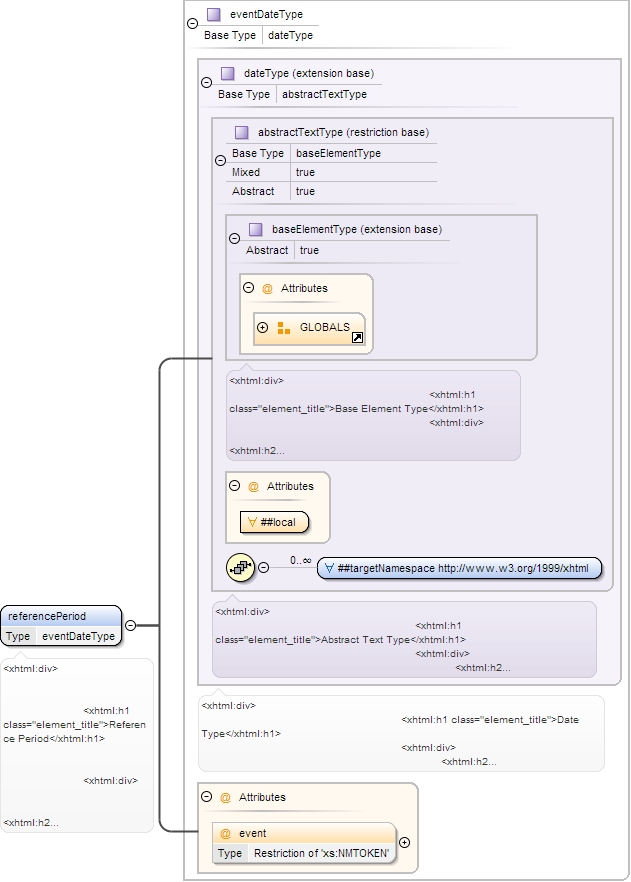 eventDateType
Base Type dateType
dateType (extension base)
Base Type abstractTextType
abstractTextType (restriction base)
Base Type baseElementType
Mixed true
Abstract true
baseElementType (extension base)
Abstract true
@ Attributes
GLOBALS
<xhtml:div>
<xhtml:h1
class="element_title">Base Element Type</xhtml:h1>
<xhtml:div>
<xhtml:h2...
@ Attributes
∀ ##local
0..∞
∀ ##targetNamespace http://www.w3.org/1999/xhtml
<xhtml:div>
<xhtml:h1
class="element_title">Abstract Text Type</xhtml:h1>
<xhtml:div>
<xhtml:h2...
referencePeriod
Type eventDateType
<xhtml:div>
<xhtml:h1
class="element_title">Referen
ce Period</xhtml:h1>
<xhtml:div>
<xhtml:h2...
<xhtml:div>
<xhtml:h1 class="element_title">Date
Type</xhtml:h1>
<xhtml:div>
<xhtml:h2...
@ Attributes
@ event
Type Restriction of 'xs:NMTOKEN'